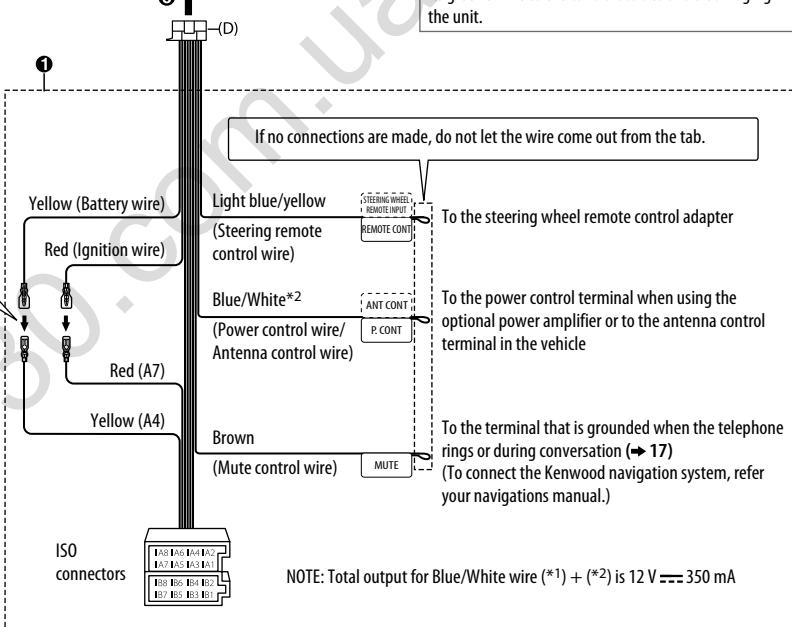 the unit.
(D)
1
If no connections are made, do not let the wire come out from the tab.
Yellow (Battery wire)
Red (Ignition wire)
Red (A7)
Yellow (A4)
Light blue/yellow
(Steering remote
control wire)
STEERING WHEEL
REMOTE INPUT
REMOTE CONT
To the steering wheel remote control adapter
Blue/White*2
(Power control wire/
Antenna control wire)
ANT CONT
P. CONT
To the power control terminal when using the
optional power amplifier or to the antenna control
terminal in the vehicle
Brown
(Mute control wire)
MUTE
To the terminal that is grounded when the telephone
rings or during conversation (➜ 17)
(To connect the Kenwood navigation system, refer
your navigations manual.)
ISO
connectors
A8 A6 A4 A2
A7 A5 A3 A1
B8 B6 B4 B2
B7 B5 B3 B1
NOTE: Total output for Blue/White wire (*1) + (*2) is 12 V ⎓ 350 mA
30.com.ua